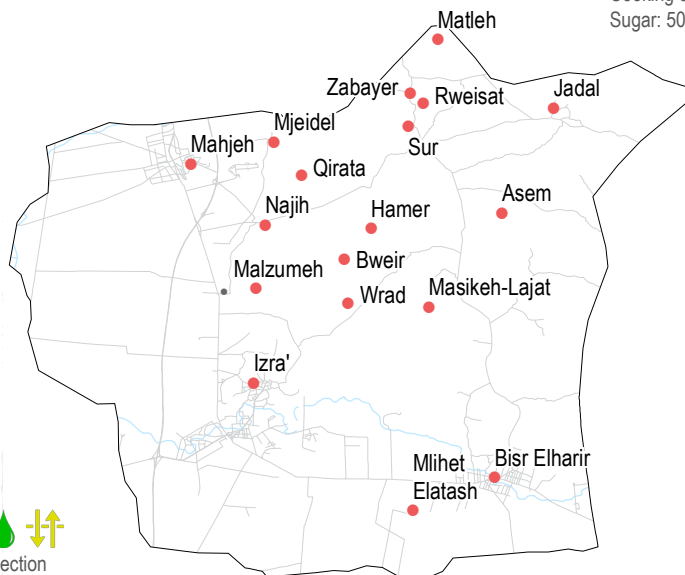 Matleh
Sugar: 50
Zabayer
Rweisat
Jadal
Mjeidel
Sur
Mahjeh
Qirata
Asem
Najih
Hamer
Bweir
Malzumeh
Wrad
Masikeh-Lajat
Izra'
Mlihet
Elatash
Bisr Elharir
ection